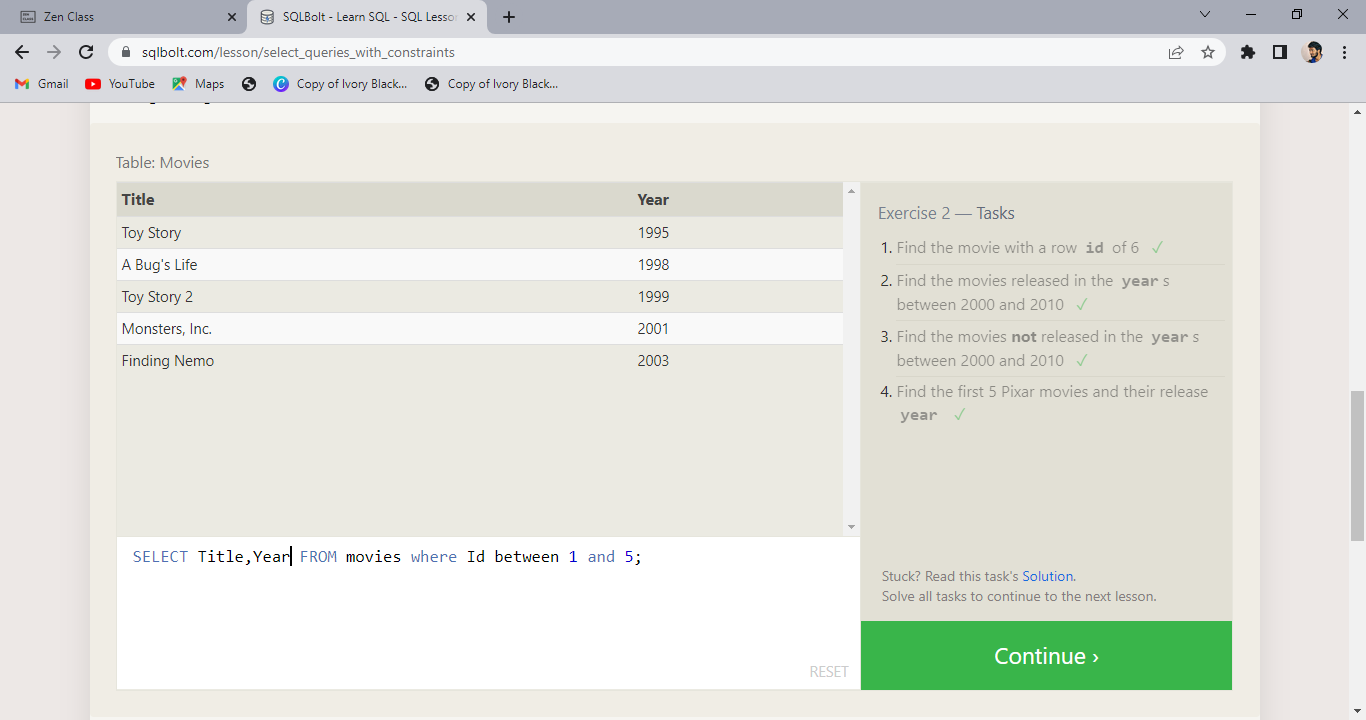 Zen Class
SQLBolt - Learn SQL - SQL Lesson
sqlbolt.com/lesson/select_queries_with_constraints
Gmail YouTube Maps Copy of Ivory Black... Copy of Ivory Black...
Table: Movies
Title Year
Toy Story 1995
A Bug's Life 1998
Toy Story 2 1999
Monsters, Inc. 2001
Finding Nemo 2003
SELECT Title,Year FROM movies where Id between 1 and 5;
RESET
Exercise 2 — Tasks
1. Find the movie with a row id of 6 ✓
2. Find the movies released in the year s
between 2000 and 2010 ✓
3. Find the movies not released in the year s
between 2000 and 2010 ✓
4. Find the first 5 Pixar movies and their release
year ✓
Stuck? Read this task's Solution.
Solve all tasks to continue to the next lesson.
Continue ›